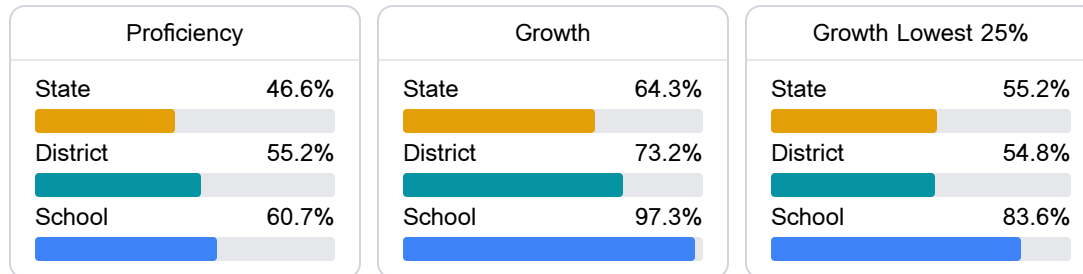 Proficiency
State 46.6%
District 55.2%
School 60.7%
Growth
State 64.3%
District 73.2%
School 97.3%
Growth Lowest 25%
State 55.2%
District 54.8%
School 83.6%